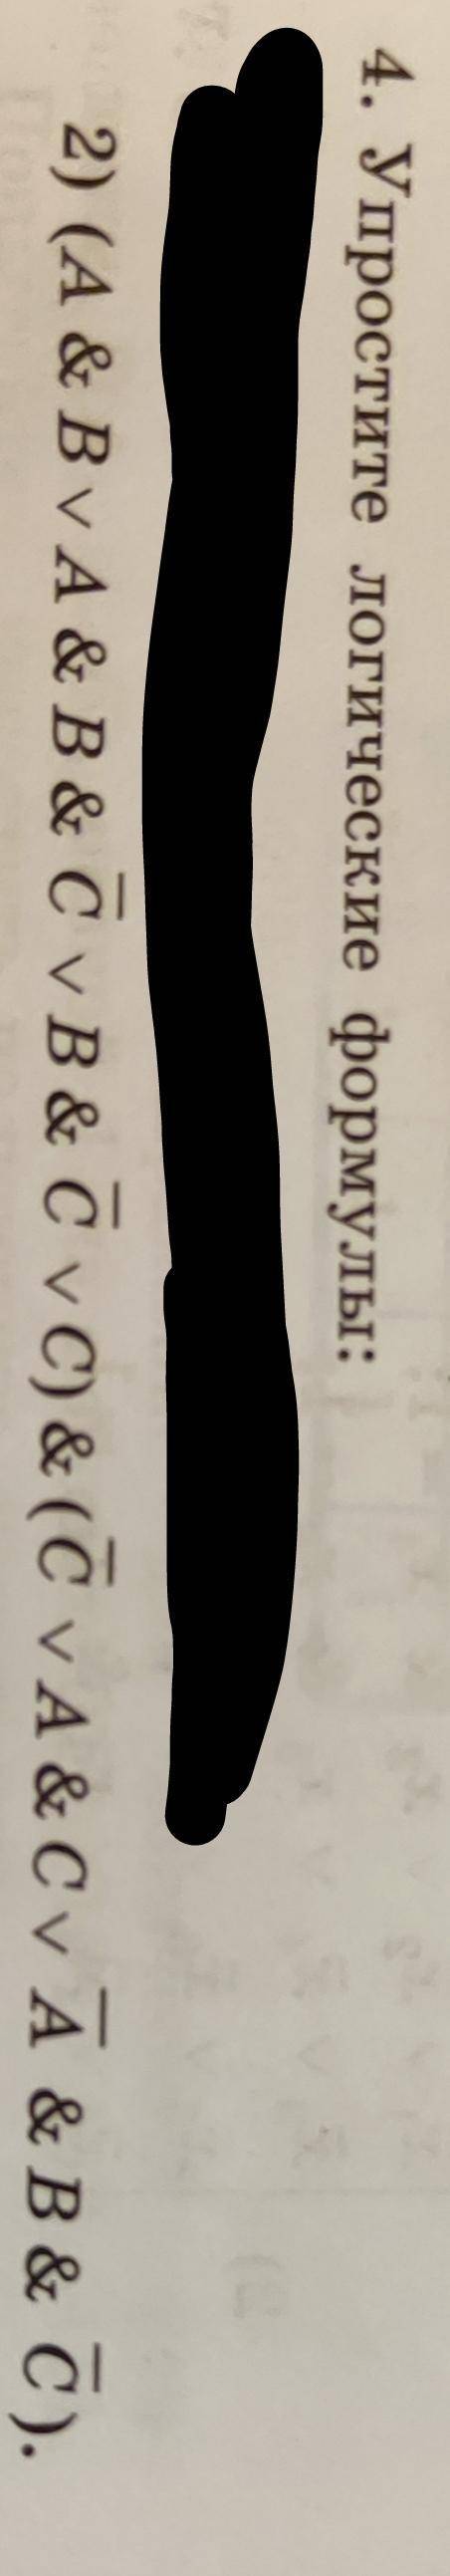 4. Упростите логические формулы:
2) (A & B ∨ A & B & C̅ ∨ B & C̅ ∨ C) & (C̅ ∨ A & C ∨ A̅ & B & C̅).